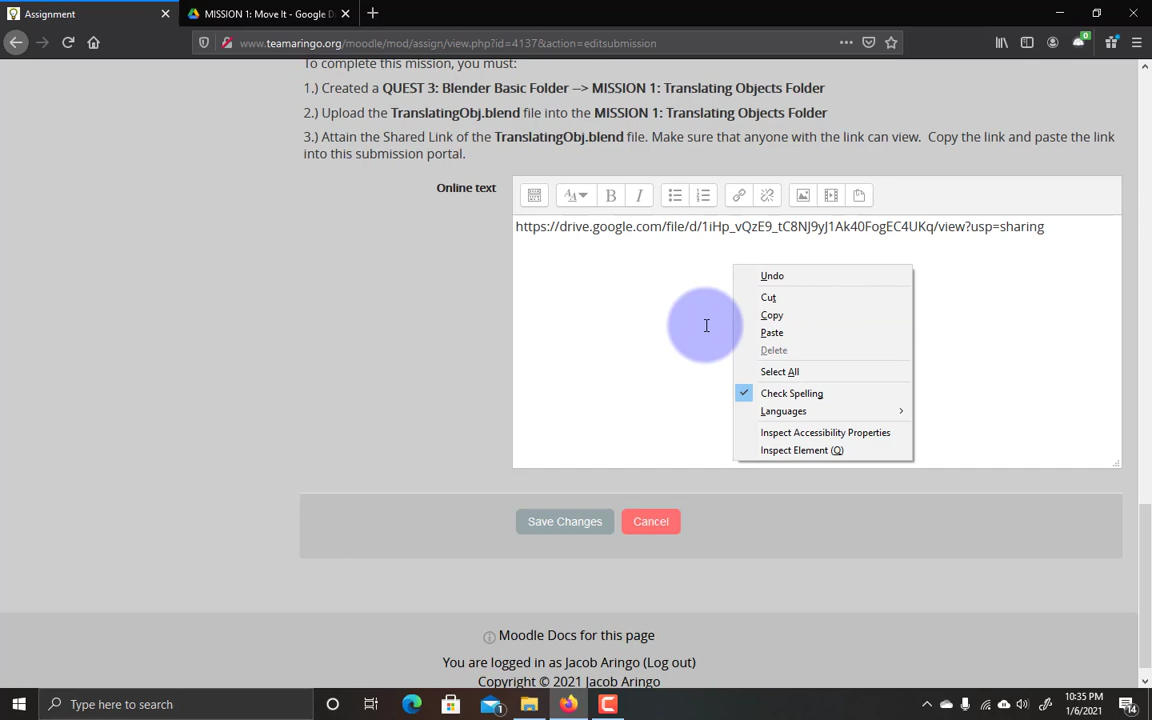 Assignment
MISSION 1: Move It - Google D
www.teamaringo.org/moodle/mod/assign/view.php?id=4137&action=editsubmission
0
To complete this mission, you must:
1.) Created a QUEST 3: Blender Basic Folder --> MISSION 1: Translating Objects Folder
2.) Upload the TranslatingObj.blend file into the MISSION 1: Translating Objects Folder
3.) Attain the Shared Link of the TranslatingObj.blend file. Make sure that anyone with the link can view. Copy the link and paste the link
into this submission portal.
Online text
https://drive.google.com/file/d/1iHp_vQzE9_tC8NJ9yJ1Ak40FogEC4UKq/view?usp=sharing
Undo
Cut
Copy
Paste
Delete
Select All
Check Spelling
Languages
Inspect Accessibility Properties
Inspect Element (Q)
Save Changes
Cancel
Moodle Docs for this page
You are logged in as Jacob Aringo (Log out)
Copyright © 2021 Jacob Aringo
Type here to search
1
10:35 PM
1/6/2021
14